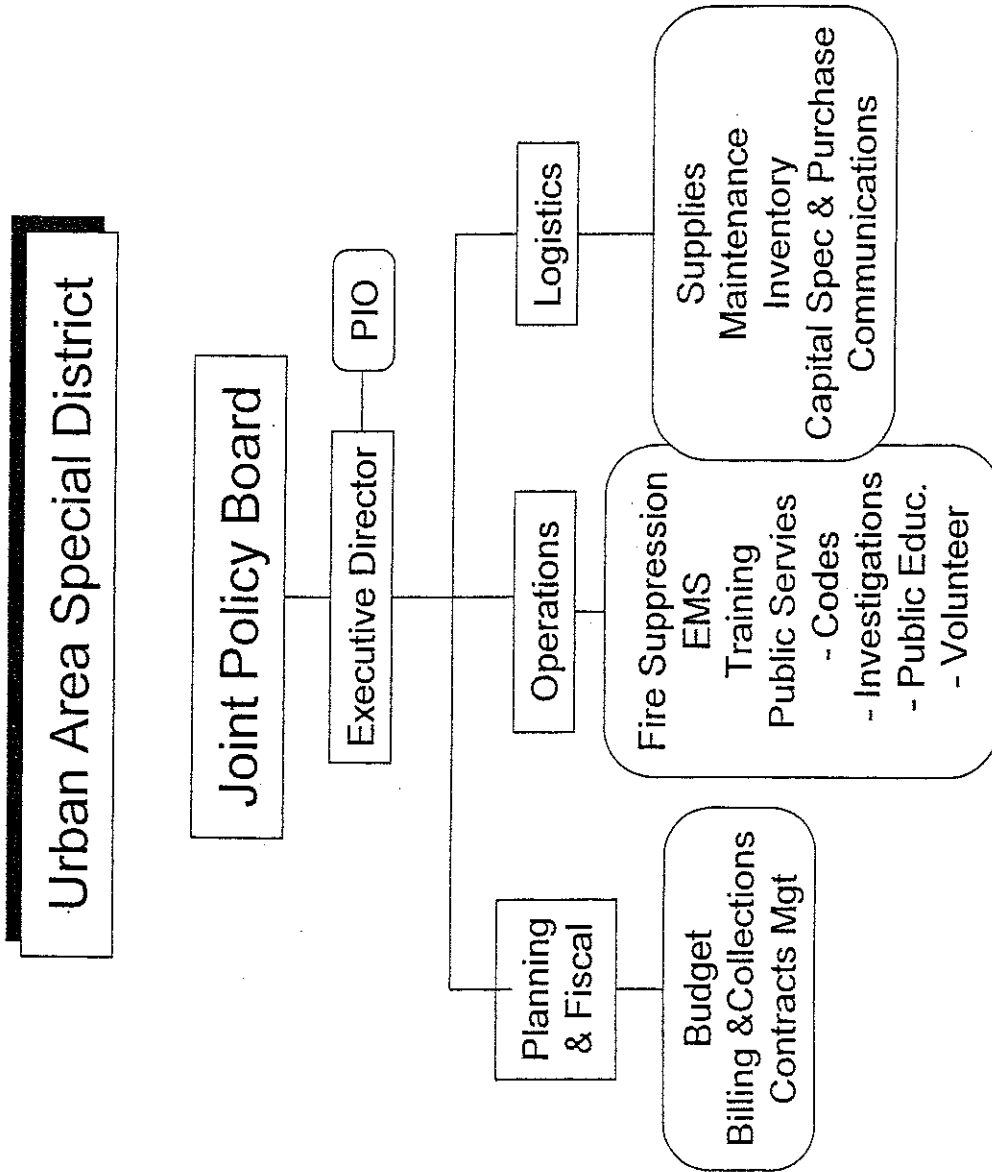 Urban Area Special District
Joint Policy Board
Executive Director
PIO
Planning
& Fiscal
Operations
Logistics
Budget
Billing &Collections
Contracts Mgt
Fire Suppression
EMS
Training
Public Servies
- Codes
- Investigations
- Public Educ.
- Volunteer
Supplies
Maintenance
Inventory
Capital Spec & Purchase
Communications